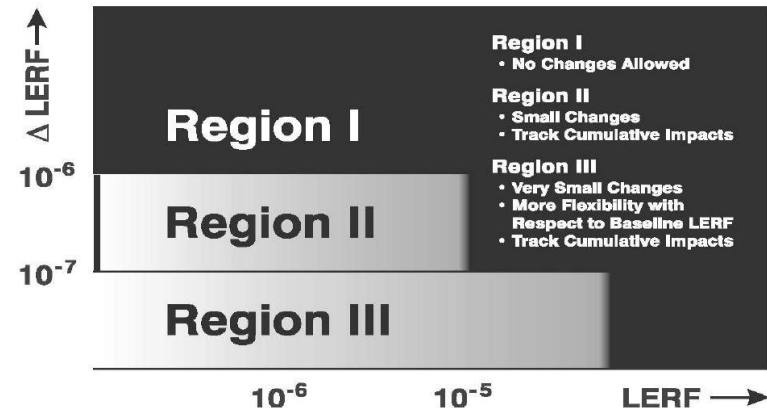 Δ LERF
Region I
• No Changes Allowed
Region II
• Small Changes
• Track Cumulative Impacts
Region III
• Very Small Changes
• More Flexibility with
Respect to Baseline LERF
• Track Cumulative Impacts
Region I
10⁻⁶
Region II
10⁻⁷
Region III
10⁻⁶
10⁻⁵
LERF